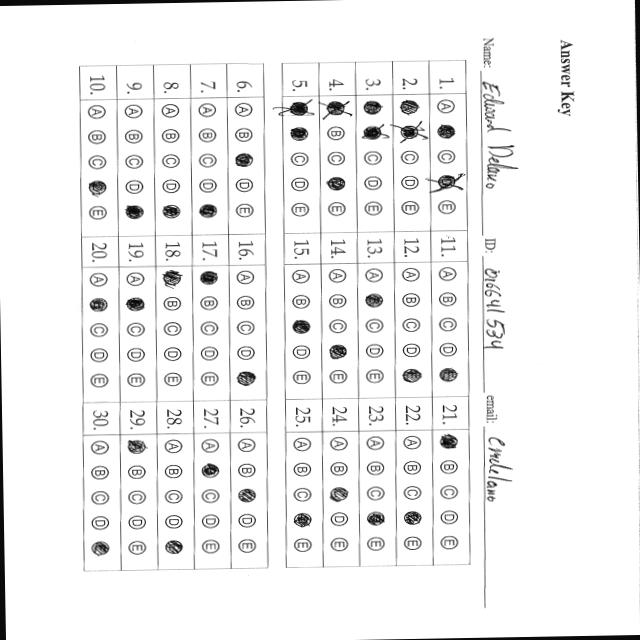 Answer Key
Name: Edward Delano ID: 016641534 email: emdelano
1. A C D E 11. A B C D 21. B C D E
2. B C D E 12. A B C D 22. A B C E
3. C D E 13. A C D E 23. A B C E
4. B C E 14. A B C E 24. A B D E
5. C D E 15. A B D E 25. A B C E
6. A B D E 16. A B C D 26. A B D E
7. A B C D 17. B C D E 27. A C D E
8. A B C D 18. B C D E 28. A B C D
9. A B C D 19. A C D E 29. B C D E
10. A B C E 20. A C D E 30. A B C D